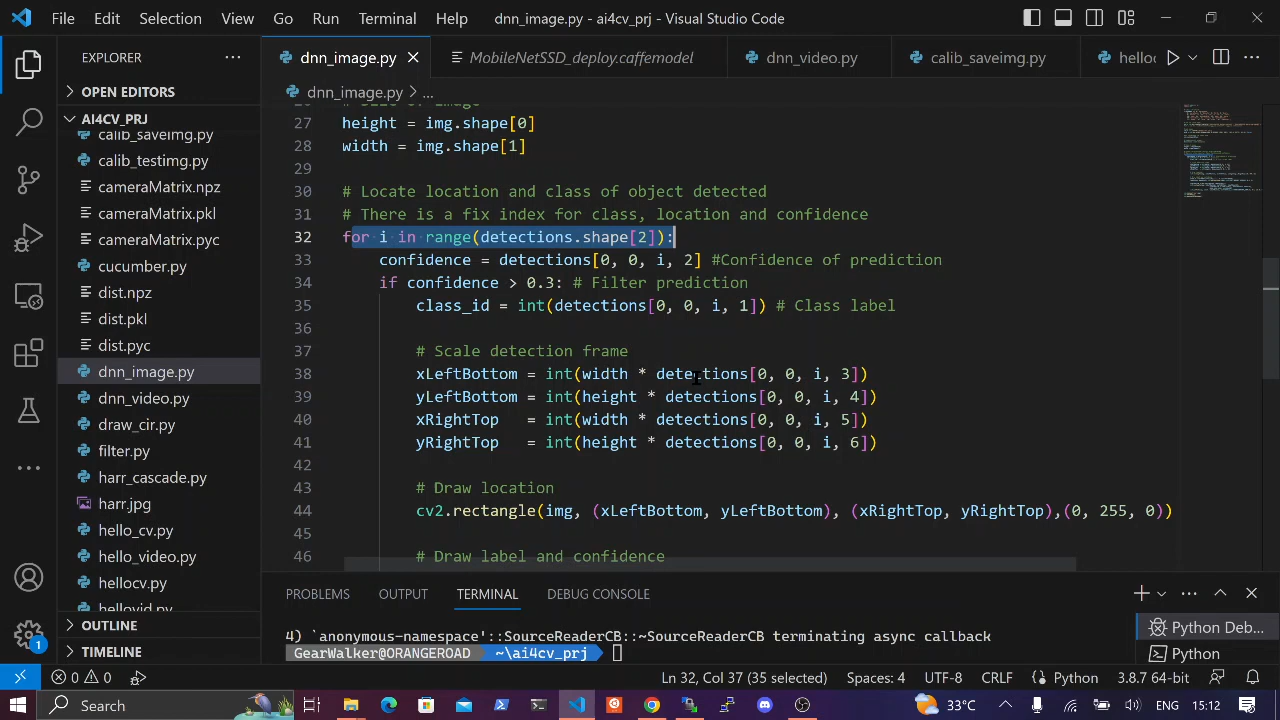 File Edit Selection View Go Run Terminal Help dnn_image.py - ai4cv_prj - Visual Studio Code
EXPLORER
OPEN EDITORS
AI4CV_PRJ
calib_saveimg.py
calib_testimg.py
cameraMatrix.npz
cameraMatrix.pkl
cameraMatrix.pyc
cucumber.py
dist.npz
dist.pkl
dist.pyc
dnn_image.py
dnn_video.py
draw_cir.py
filter.py
harr_cascade.py
harr.jpg
hello_cv.py
hello_video.py
hellocv.py
hellovid.py
OUTLINE
TIMELINE
dnn_image.py MobileNetSSD_deploy.caffemodel dnn_video.py calib_saveimg.py helloc
dnn_image.py > ...
27 height = img.shape[0]
28 width = img.shape[1]
29
30 # Locate location and class of object detected
31 # There is a fix index for class, location and confidence
32 for i in range(detections.shape[2]):
33 confidence = detections[0, 0, i, 2] #Confidence of prediction
34 if confidence > 0.3: # Filter prediction
35 class_id = int(detections[0, 0, i, 1]) # Class label
36
37 # Scale detection frame
38 xLeftBottom = int(width * detections[0, 0, i, 3])
39 yLeftBottom = int(height * detections[0, 0, i, 4])
40 xRightTop = int(width * detections[0, 0, i, 5])
41 yRightTop = int(height * detections[0, 0, i, 6])
42
43 # Draw location
44 cv2.rectangle(img, (xLeftBottom, yLeftBottom), (xRightTop, yRightTop),(0, 255, 0))
45
46 # Draw label and confidence
PROBLEMS OUTPUT TERMINAL DEBUG CONSOLE
4) `anonymous-namespace'::SourceReaderCB::~SourceReaderCB terminating async callback
GearWalker@ORANGEROAD ~\ai4cv_prj
Python Deb...
Python
0 0 Ln 32, Col 37 (35 selected) Spaces: 4 UTF-8 CRLF Python 3.8.7 64-bit
1
Search ENG 15:12